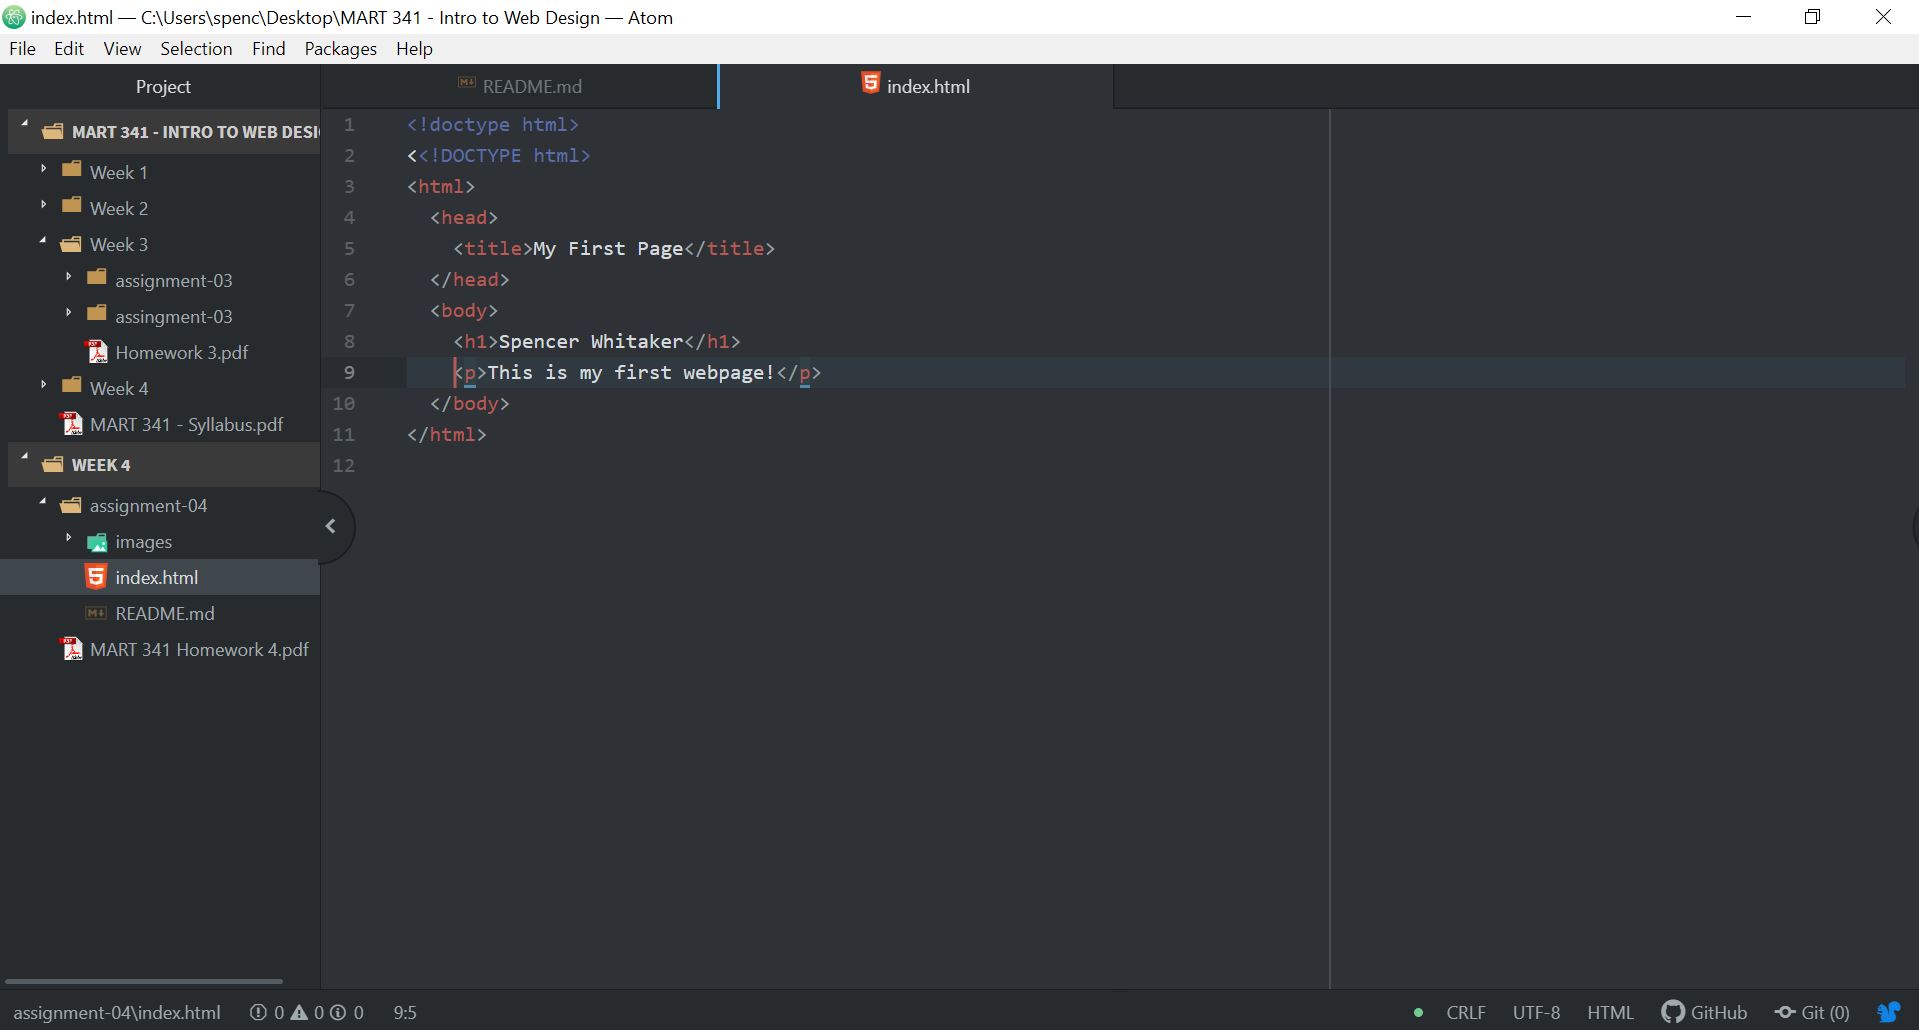 index.html — C:\Users\spenc\Desktop\MART 341 - Intro to Web Design — Atom
File Edit View Selection Find Packages Help
Project
README.md
index.html
MART 341 - INTRO TO WEB DESI
Week 1
Week 2
Week 3
assignment-03
assingment-03
Homework 3.pdf
Week 4
MART 341 - Syllabus.pdf
WEEK 4
assignment-04
images
index.html
README.md
MART 341 Homework 4.pdf
1 <!doctype html>
2 <<!DOCTYPE html>
3 <html>
4 <head>
5 <title>My First Page</title>
6 </head>
7 <body>
8 <h1>Spencer Whitaker</h1>
9 <p>This is my first webpage!</p>
10 </body>
11 </html>
12
assignment-04\index.html 0 0 0 9:5 CRLF UTF-8 HTML GitHub Git (0)